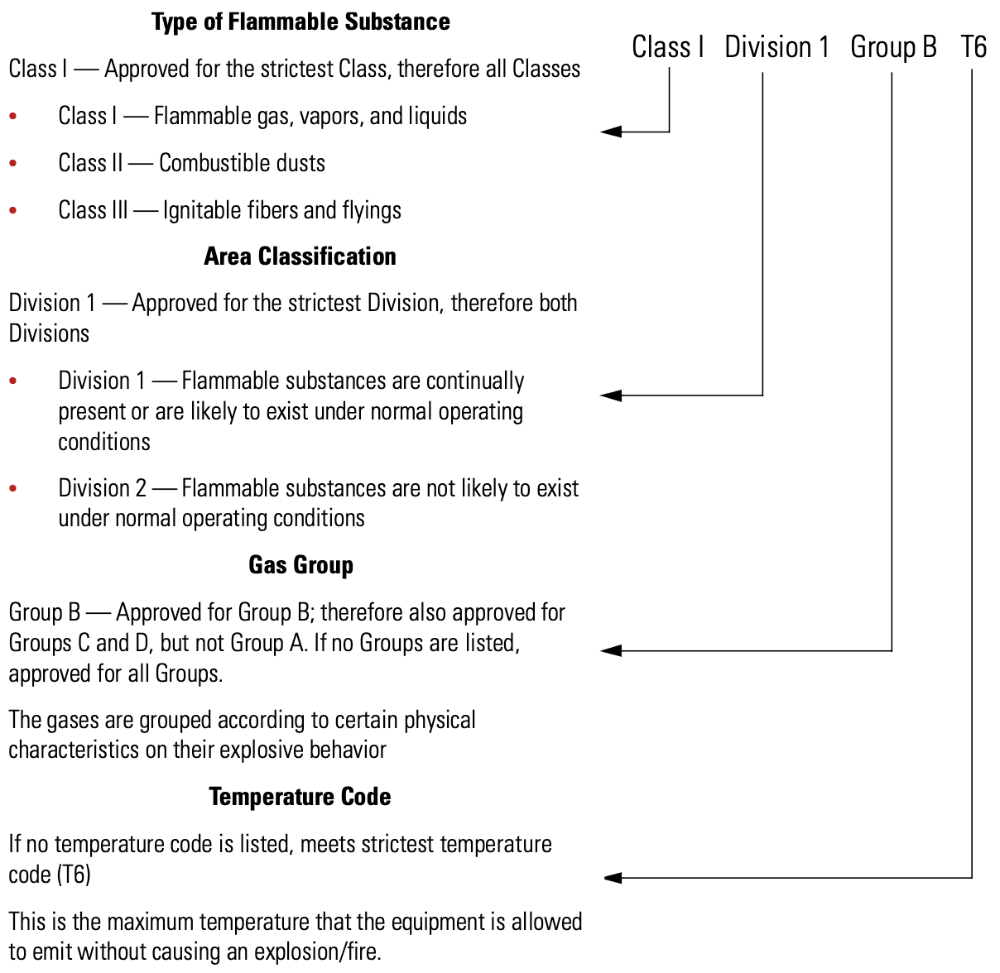 Type of Flammable Substance
Class I Division 1 Group B T6
Class I — Approved for the strictest Class, therefore all Classes
• Class I — Flammable gas, vapors, and liquids
• Class II — Combustible dusts
• Class III — Ignitable fibers and flyings
Area Classification
Division 1 — Approved for the strictest Division, therefore both
Divisions
• Division 1 — Flammable substances are continually
present or are likely to exist under normal operating
conditions
• Division 2 — Flammable substances are not likely to exist
under normal operating conditions
Gas Group
Group B — Approved for Group B; therefore also approved for
Groups C and D, but not Group A. If no Groups are listed,
approved for all Groups.
The gases are grouped according to certain physical
characteristics on their explosive behavior
Temperature Code
If no temperature code is listed, meets strictest temperature
code (T6)
This is the maximum temperature that the equipment is allowed
to emit without causing an explosion/fire.